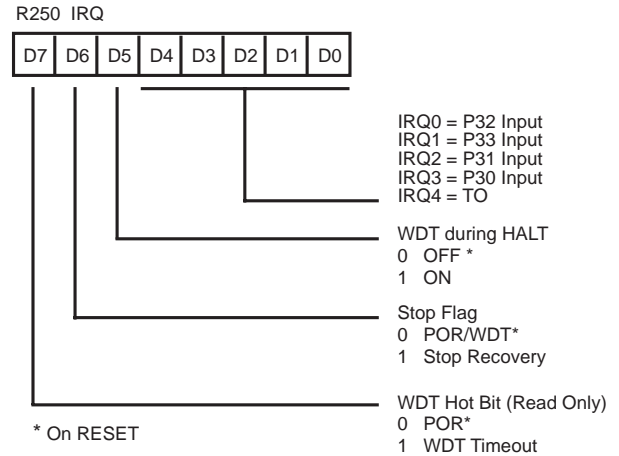 R250 IRQ
D7 D6 D5 D4 D3 D2 D1 D0
IRQ0 = P32 Input
IRQ1 = P33 Input
IRQ2 = P31 Input
IRQ3 = P30 Input
IRQ4 = TO
WDT during HALT
0 OFF *
1 ON
Stop Flag
0 POR/WDT*
1 Stop Recovery
WDT Hot Bit (Read Only)
0 POR*
1 WDT Timeout
* On RESET